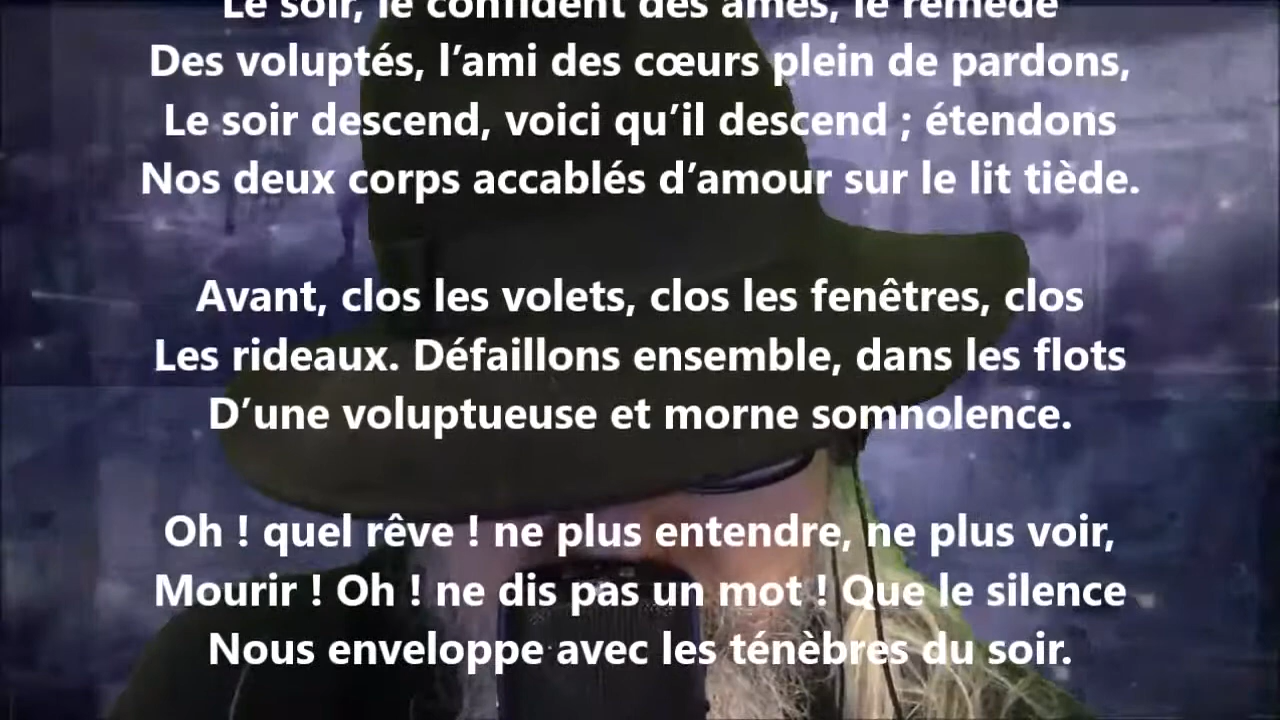 Le soir, le confident des âmes, le remède
Des voluptés, l’ami des cœurs plein de pardons,
Le soir descend, voici qu’il descend ; étendons
Nos deux corps accablés d’amour sur le lit tiède.
Avant, clos les volets, clos les fenêtres, clos
Les rideaux. Défaillons ensemble, dans les flots
D’une voluptueuse et morne somnolence.
Oh ! quel rêve ! ne plus entendre, ne plus voir,
Mourir ! Oh ! ne dis pas un mot ! Que le silence
Nous enveloppe avec les ténèbres du soir.